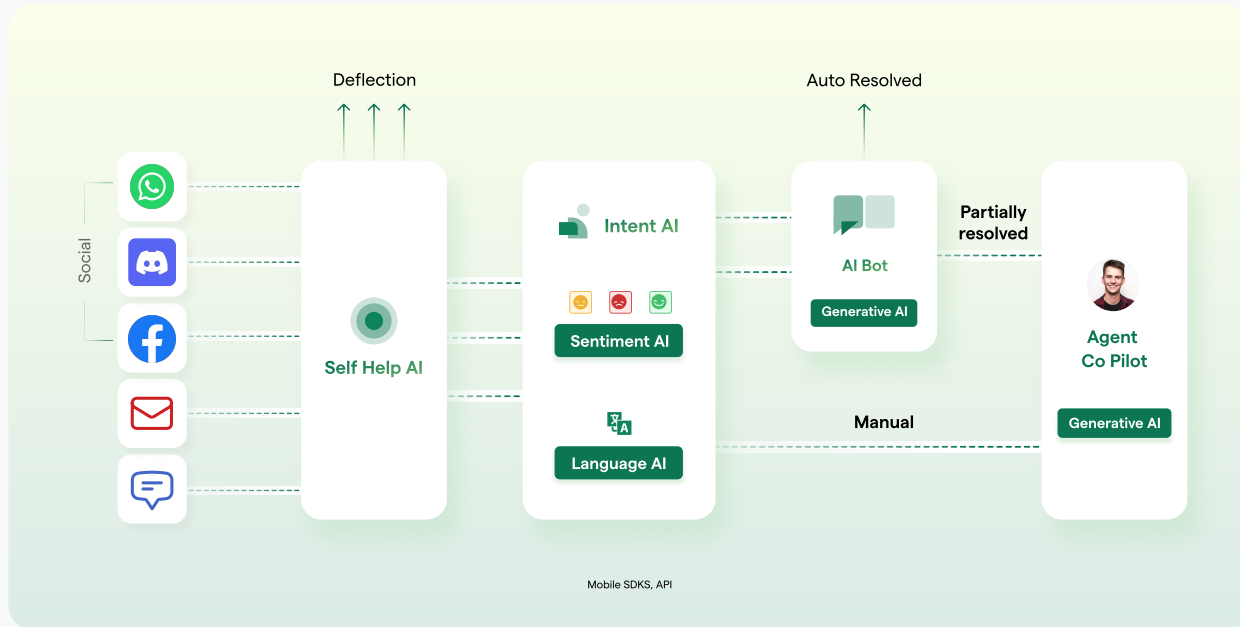 Deflection
Auto Resolved
Social
Self Help AI
Intent AI
Sentiment AI
Language AI
AI Bot
Generative AI
Partially
resolved
Manual
Agent
Co Pilot
Generative AI
Mobile SDKS, API